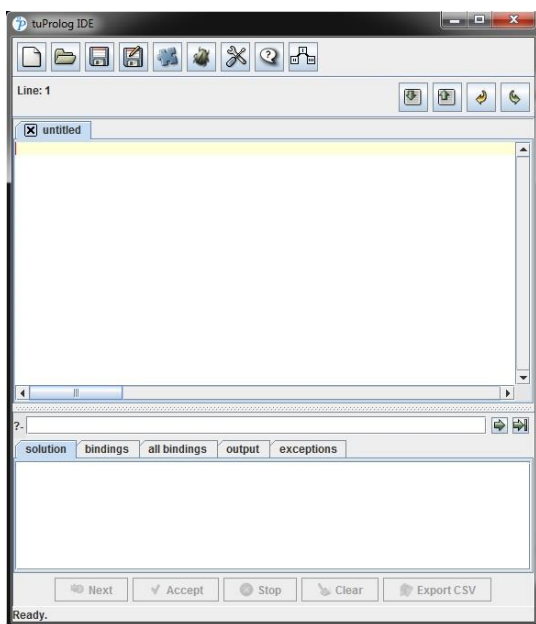 tuProlog IDE
Line: 1
untitled
?-
solution bindings all bindings output exceptions
Next Accept Stop Clear Export CSV
Ready.